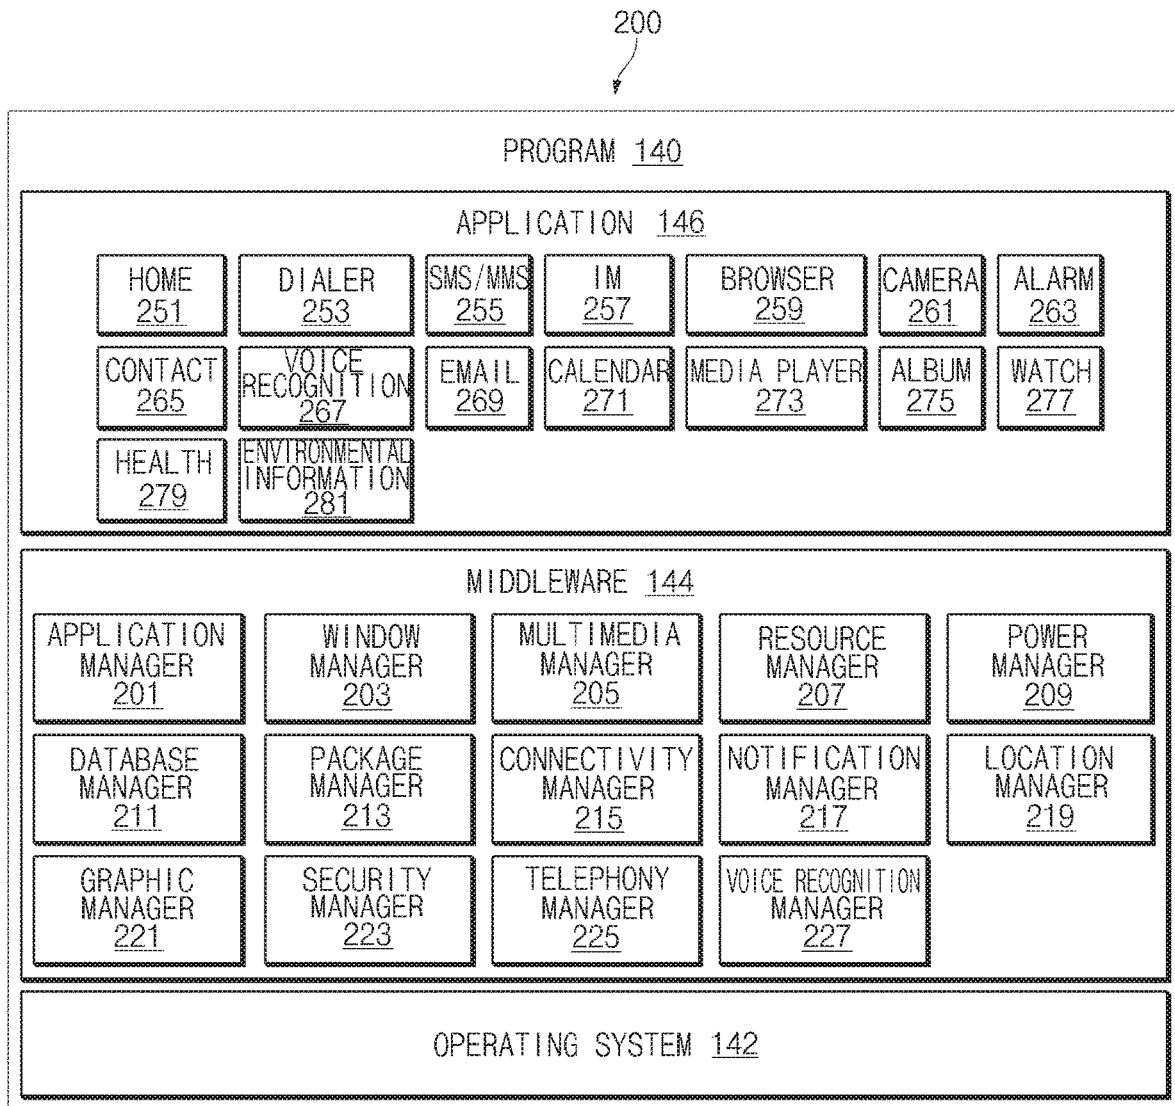 200
PROGRAM 140
APPLICATION 146
HOME
251
DIALER
253
SMS/MMS
255
IM
257
BROWSER
259
CAMERA
261
ALARM
263
CONTACT
265
VOICE
RECOGNITION
267
EMAIL
269
CALENDAR
271
MEDIA PLAYER
273
ALBUM
275
WATCH
277
HEALTH
279
ENVIRONMENTAL
INFORMATION
281
MIDDLEWARE 144
APPLICATION
MANAGER
201
WINDOW
MANAGER
203
MULTIMEDIA
MANAGER
205
RESOURCE
MANAGER
207
POWER
MANAGER
209
DATABASE
MANAGER
211
PACKAGE
MANAGER
213
CONNECTIVITY
MANAGER
215
NOTIFICATION
MANAGER
217
LOCATION
MANAGER
219
GRAPHIC
MANAGER
221
SECURITY
MANAGER
223
TELEPHONY
MANAGER
225
VOICE RECOGNITION
MANAGER
227
OPERATING SYSTEM 142